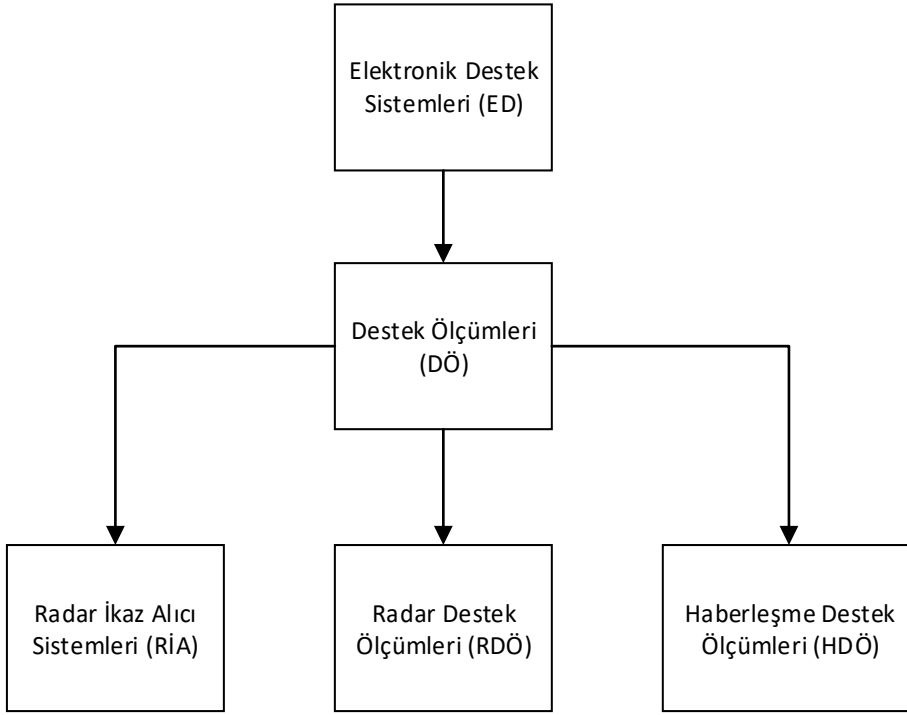 Elektronik Destek
Sistemleri (ED)
Destek Ölçümleri
(DÖ)
Radar İkaz Alıcı
Sistemleri (RİA)
Radar Destek
Ölçümleri (RDÖ)
Haberleşme Destek
Ölçümleri (HDÖ)